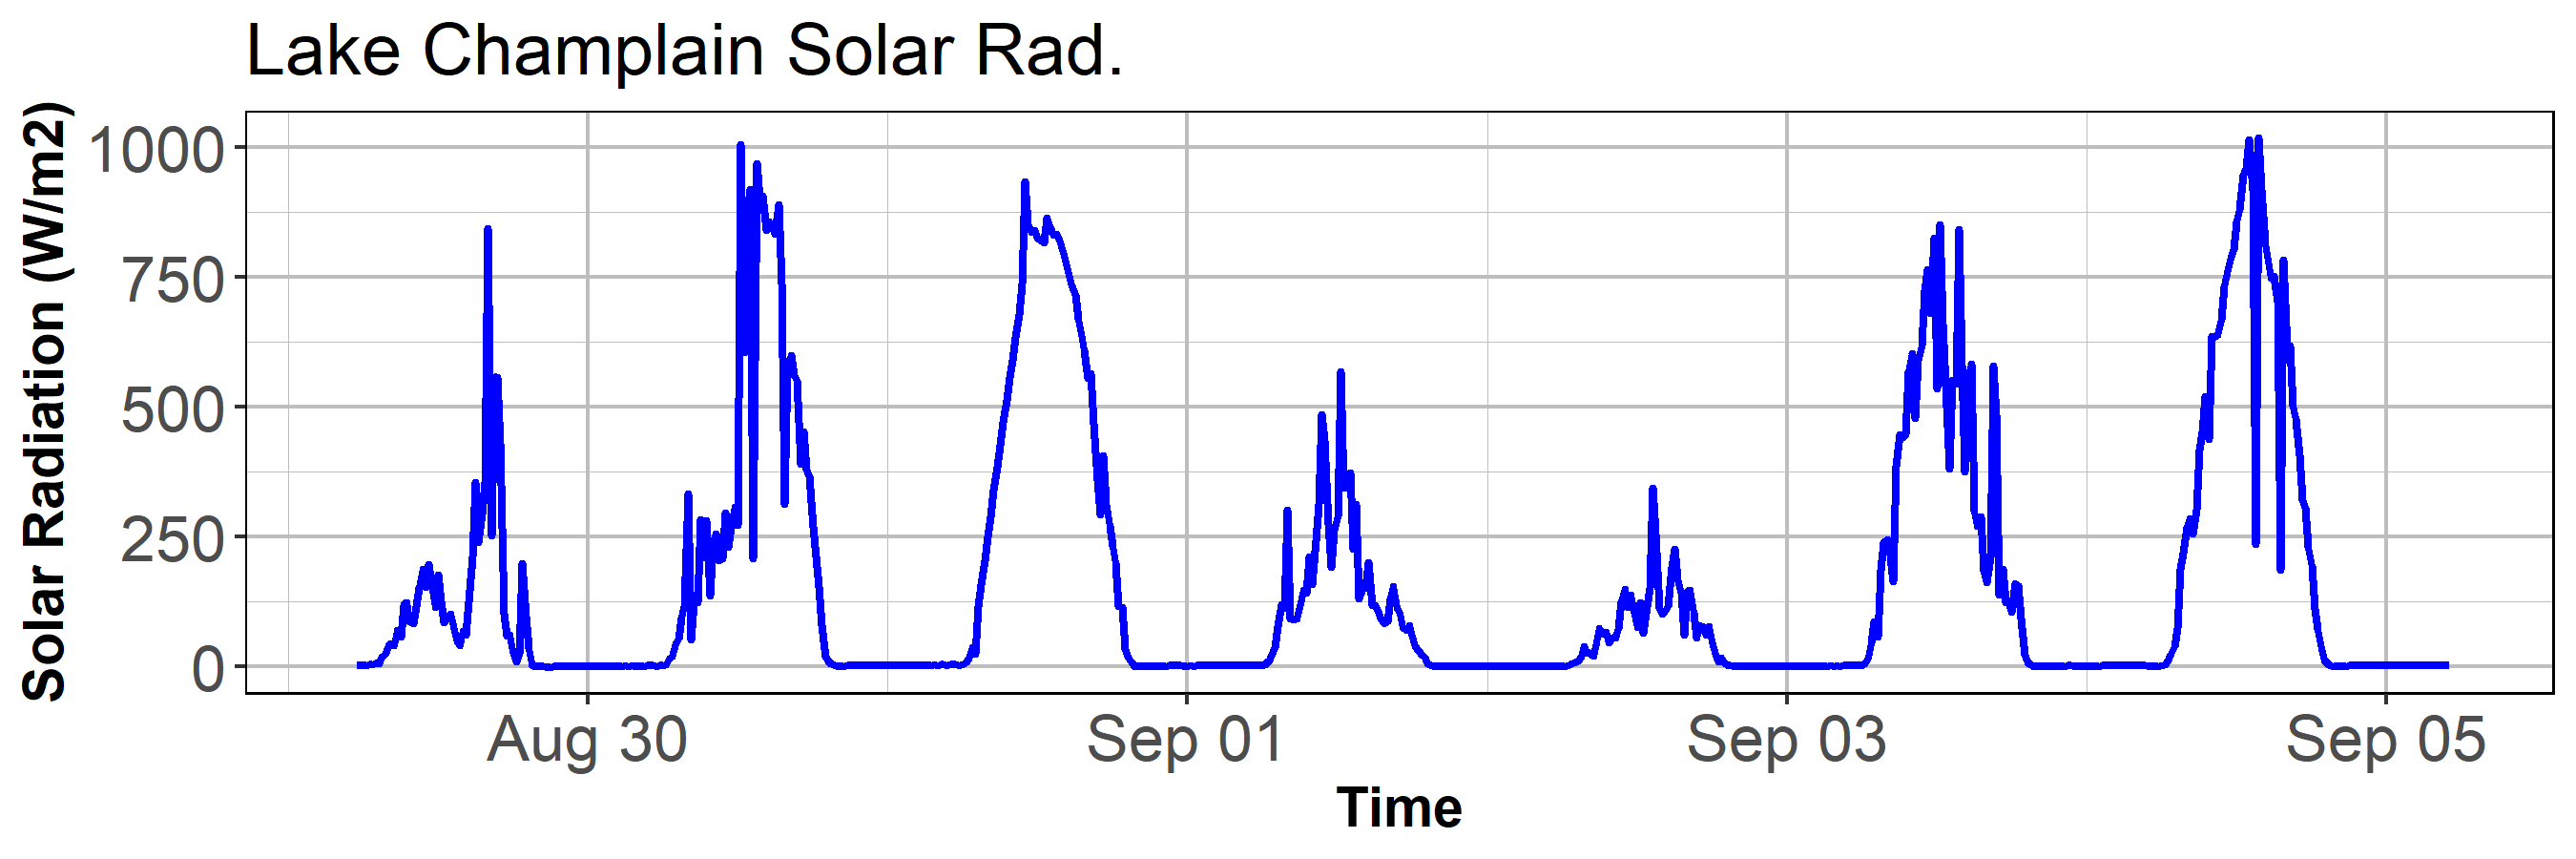 Lake Champlain Solar Rad.
Solar Radiation (W/m2)
1000
750
500
250
0
Aug 30
Sep 01
Sep 03
Sep 05
Time